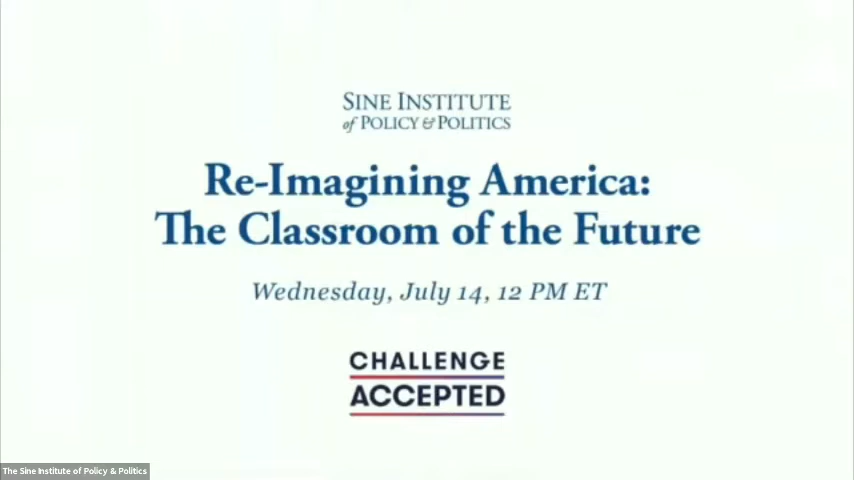 SINE INSTITUTE
of POLICY & POLITICS
Re-Imagining America:
The Classroom of the Future
Wednesday, July 14, 12 PM ET
CHALLENGE
ACCEPTED
The Sine Institute of Policy & Politics